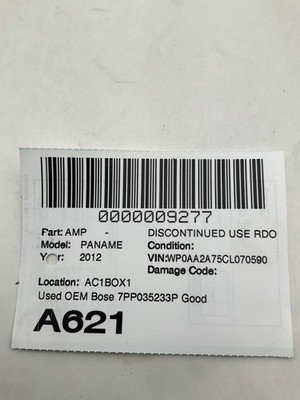 0000009277
Part: AMP - DISCONTINUED USE RDO
Model: PANAME Condition:
Year: 2012 VIN:WP0AA2A75CL070590
Damage Code:
Location: AC1BOX1
Used OEM Bose 7PP035233P Good
A621